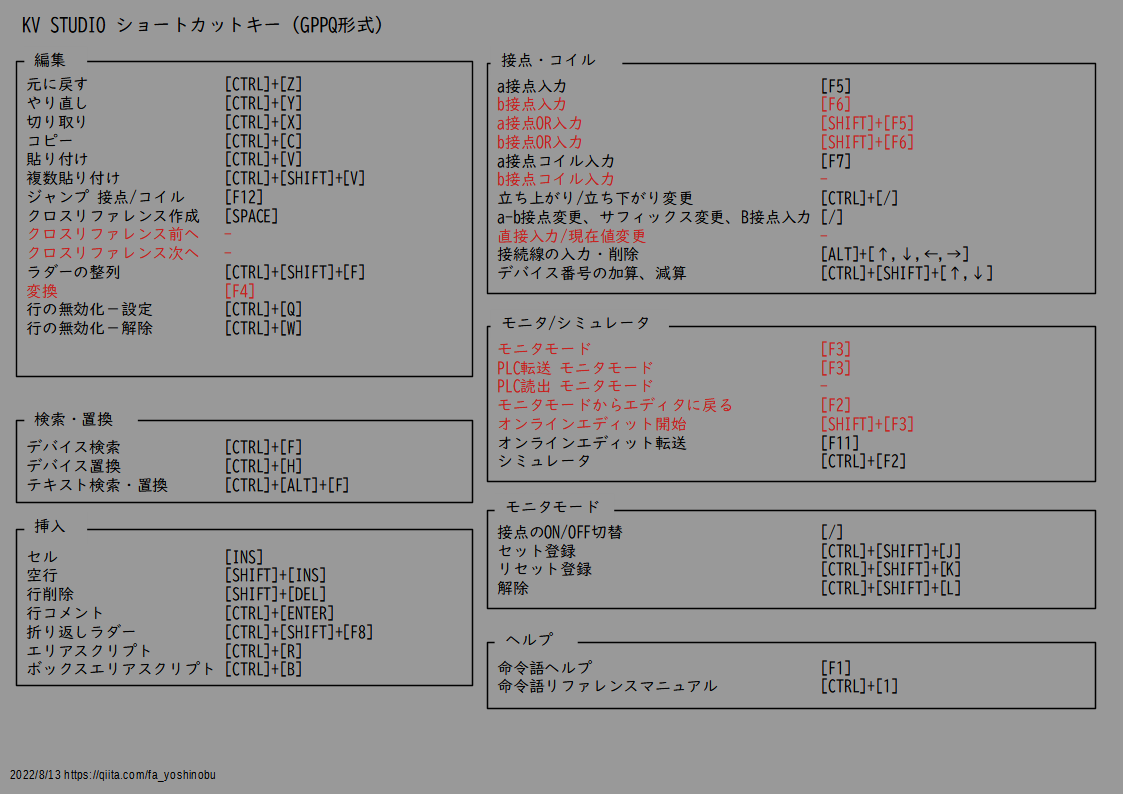 KV STUDIO ショートカットキー (GPPQ形式)
編集
元に戻す [CTRL]+[Z]
やり直し [CTRL]+[Y]
切り取り [CTRL]+[X]
コピー [CTRL]+[C]
貼り付け [CTRL]+[V]
複数貼り付け [CTRL]+[SHIFT]+[V]
ジャンプ 接点/コイル [F12]
クロスリファレンス作成 [SPACE]
クロスリファレンス前へ -
クロスリファレンス次へ -
ラダーの整列 [CTRL]+[SHIFT]+[F]
変換 [F4]
行の無効化－設定 [CTRL]+[Q]
行の無効化－解除 [CTRL]+[W]
検索・置換
デバイス検索 [CTRL]+[F]
デバイス置換 [CTRL]+[H]
テキスト検索・置換 [CTRL]+[ALT]+[F]
挿入
セル [INS]
空行 [SHIFT]+[INS]
行削除 [SHIFT]+[DEL]
行コメント [CTRL]+[ENTER]
折り返しラダー [CTRL]+[SHIFT]+[F8]
エリアスクリプト [CTRL]+[R]
ボックスエリアスクリプト [CTRL]+[B]
接点・コイル
a接点入力 [F5]
b接点入力 [F6]
a接点OR入力 [SHIFT]+[F5]
b接点OR入力 [SHIFT]+[F6]
a接点コイル入力 [F7]
b接点コイル入力 -
立ち上がり/立ち下がり変更 [CTRL]+[/]
a-b接点変更、サフィックス変更、B接点入力 [/]
直接入力/現在値変更 -
接続線の入力・削除 [ALT]+[↑,↓,←,→]
デバイス番号の加算、減算 [CTRL]+[SHIFT]+[↑,↓]
モニタ/シミュレータ
モニタモード [F3]
PLC転送 モニタモード [F3]
PLC読出 モニタモード -
モニタモードからエディタに戻る [F2]
オンラインエディット開始 [SHIFT]+[F3]
オンラインエディット転送 [F11]
シミュレータ [CTRL]+[F2]
モニタモード
接点のON/OFF切替 [/]
セット登録 [CTRL]+[SHIFT]+[J]
リセット登録 [CTRL]+[SHIFT]+[K]
解除 [CTRL]+[SHIFT]+[L]
ヘルプ
命令語ヘルプ [F1]
命令語リファレンスマニュアル [CTRL]+[1]
2022/8/13 https://qiita.com/fa_yoshinobu